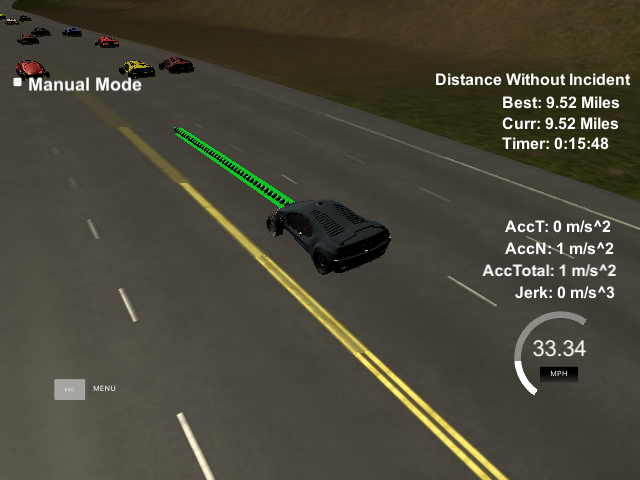 Manual Mode
Distance Without Incident
Best: 9.52 Miles
Curr: 9.52 Miles
Timer: 0:15:48
AccT: 0 m/s^2
AccN: 1 m/s^2
AccTotal: 1 m/s^2
Jerk: 0 m/s^3
33.34
MPH
ESC MENU